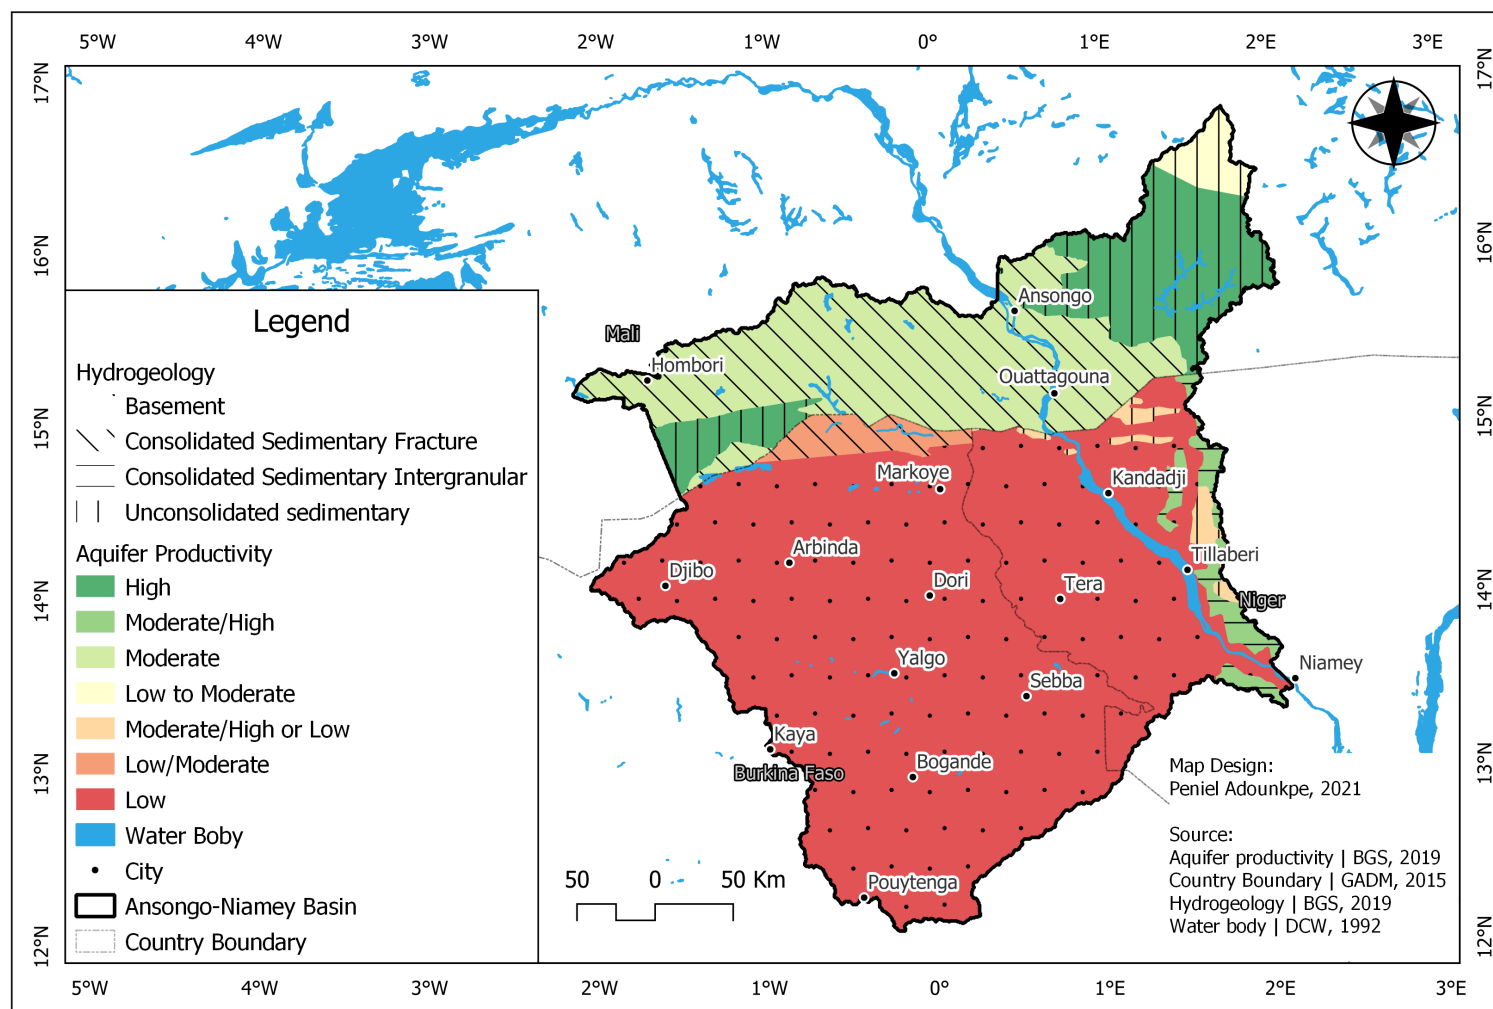 5°W 4°W 3°W 2°W 1°W 0° 1°E 2°E 3°E
17°N 17°N
16°N 16°N
15°N 15°N
14°N 14°N
13°N 13°N
12°N 12°N
Legend
Hydrogeology
Basement
Consolidated Sedimentary Fracture
Consolidated Sedimentary Intergranular
Unconsolidated sedimentary
Aquifer Productivity
High
Moderate/High
Moderate
Low to Moderate
Moderate/High or Low
Low/Moderate
Low
Water Boby
City
Ansongo-Niamey Basin
Country Boundary
Ansongo
Mali
Hombori
Ouattagouna
Markoye
Kandadji
Arbinda
Tillaberi
Djibo
Dori
Tera
Niger
Yalgo
Niamey
Sebba
Kaya
Bogande
Burkina Faso
Pouytenga
50 0 50 Km
Map Design:
Peniel Adounkpe, 2021
Source:
Aquifer productivity | BGS, 2019
Country Boundary | GADM, 2015
Hydrogeology | BGS, 2019
Water body | DCW, 1992
5°W 4°W 3°W 2°W 1°W 0° 1°E 2°E 3°E